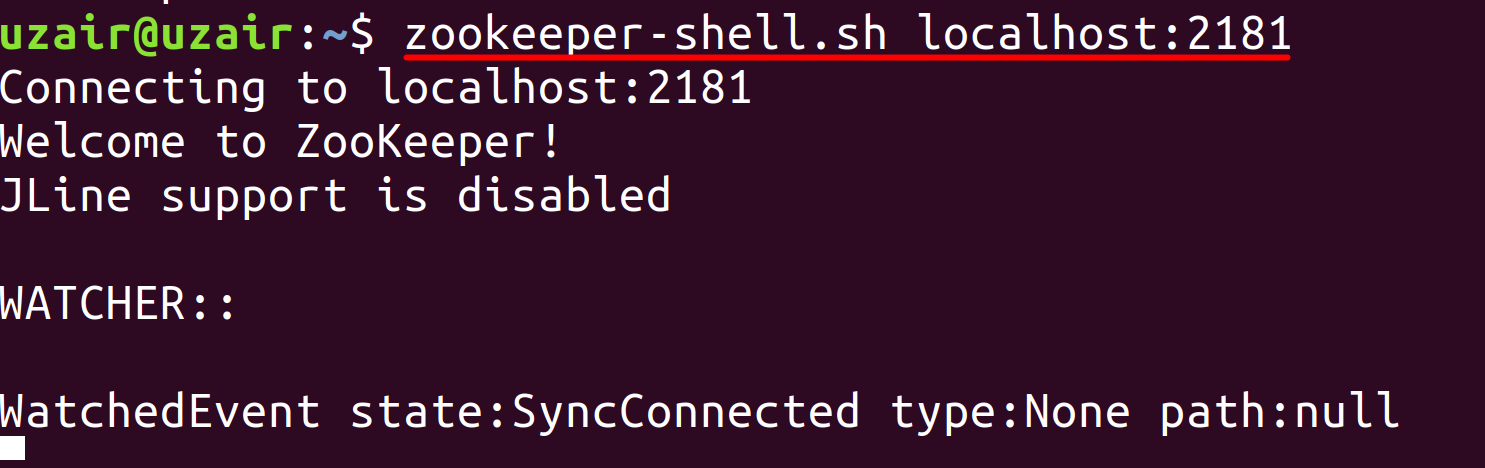 uzair@uzair:~$ zookeeper-shell.sh localhost:2181
Connecting to localhost:2181
Welcome to ZooKeeper!
JLine support is disabled
WATCHER::
WatchedEvent state:SyncConnected type:None path:null